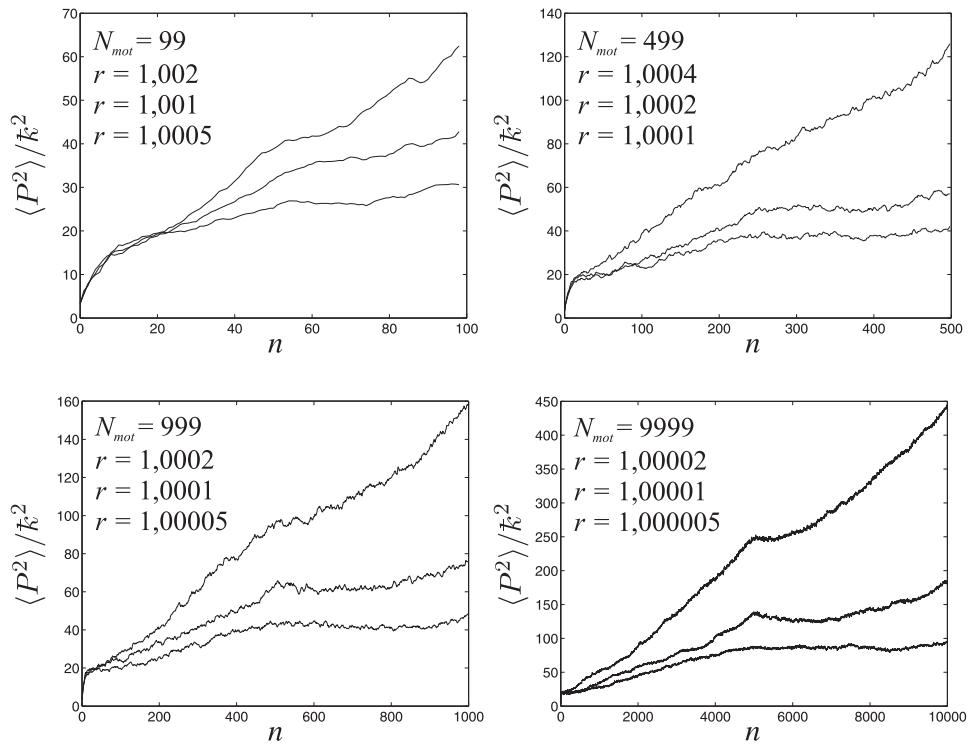 70
60
50
40
30
20
10
0
0 20 40 60 80 100
⟨P²⟩/ƙ²
n
N_mot = 99
r = 1,002
r = 1,001
r = 1,0005
140
120
100
80
60
40
20
0
0 100 200 300 400 500
⟨P²⟩/ƙ²
n
N_mot = 499
r = 1,0004
r = 1,0002
r = 1,0001
160
140
120
100
80
60
40
20
0
0 200 400 600 800 1000
⟨P²⟩/ƙ²
n
N_mot = 999
r = 1,0002
r = 1,0001
r = 1,00005
450
400
350
300
250
200
150
100
50
0
0 2000 4000 6000 8000 10000
⟨P²⟩/ƙ²
n
N_mot = 9999
r = 1,00002
r = 1,00001
r = 1,000005